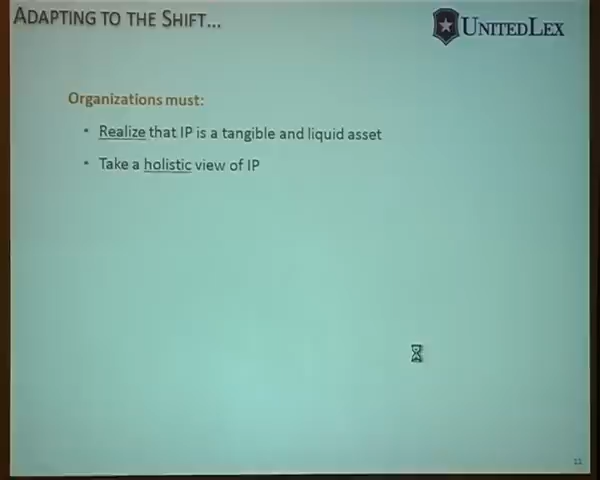 ADAPTING TO THE SHIFT...
UNITEDLEX
Organizations must:
• Realize that IP is a tangible and liquid asset
• Take a holistic view of IP
11